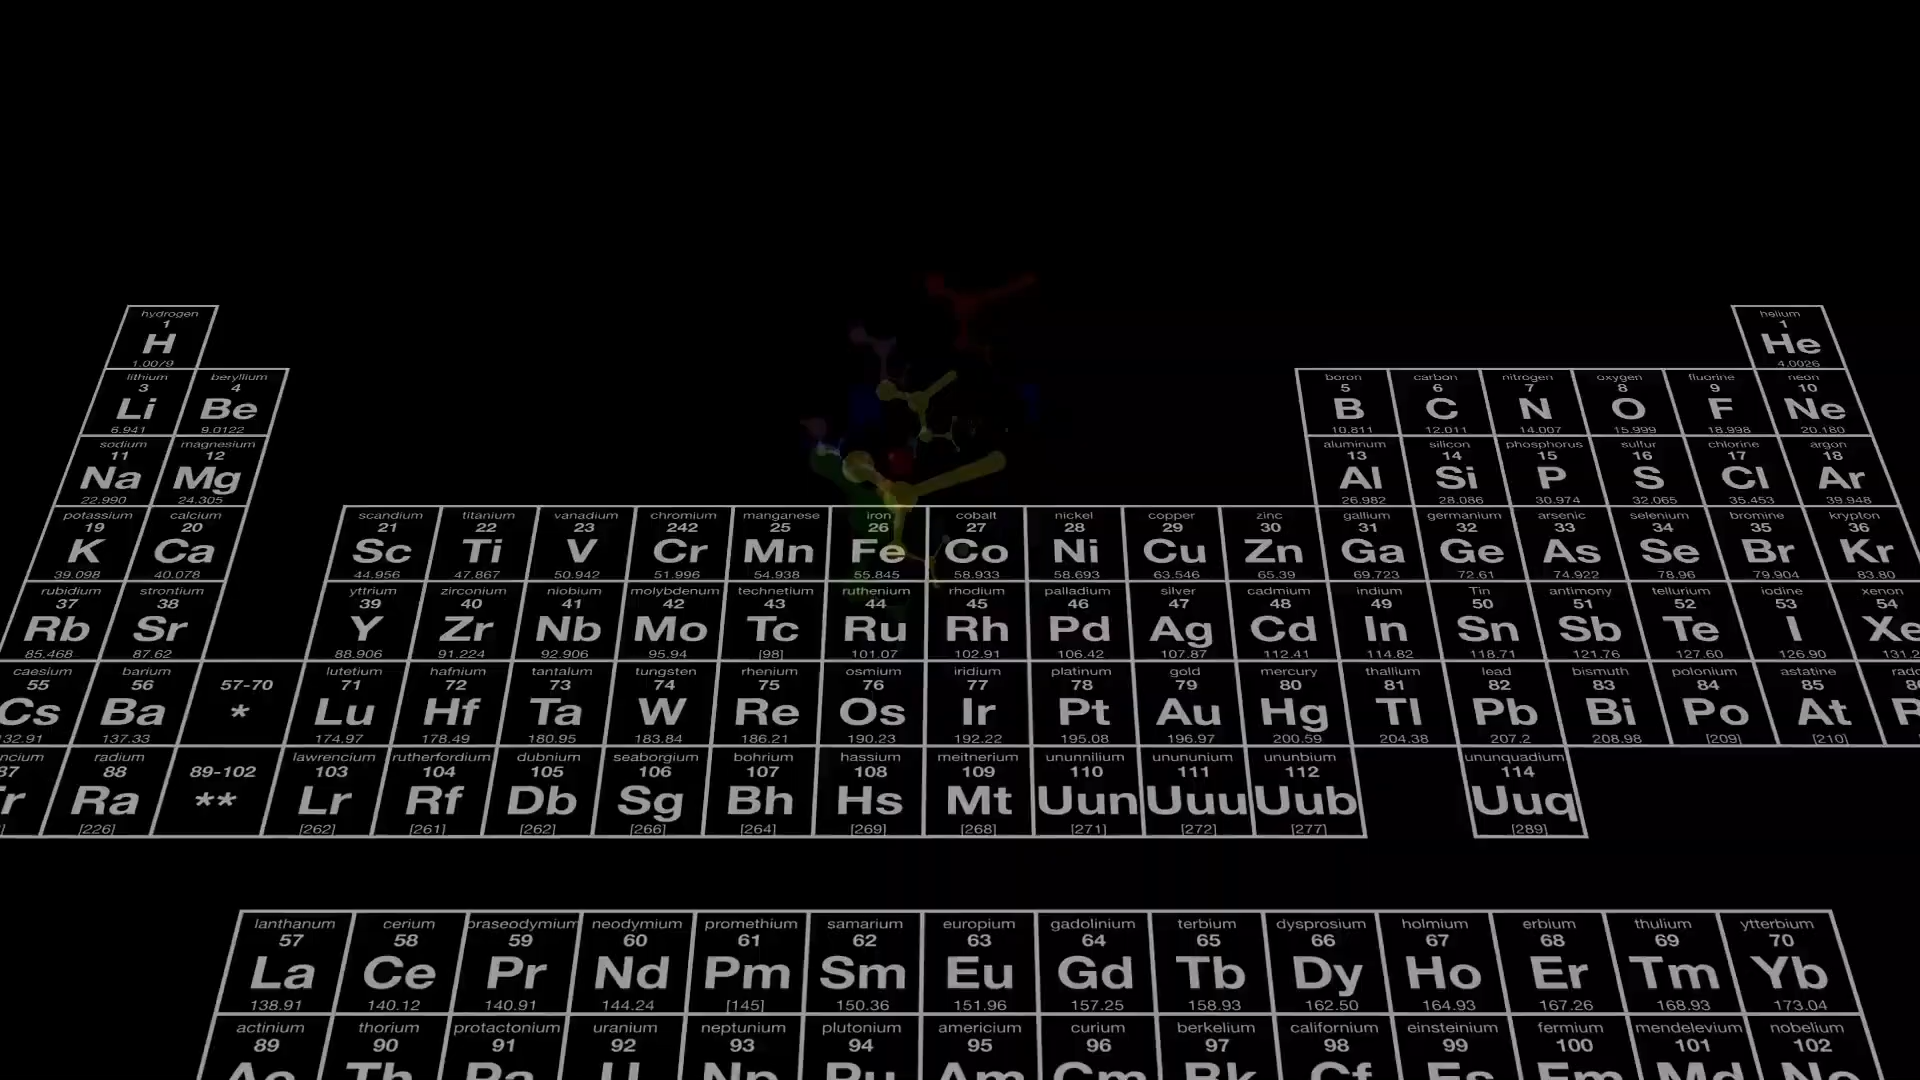 hydrogen 1 H 1.0079
helium 1 He 4.0026
lithium 3 Li 6.941
beryllium 4 Be 9.0122
boron 5 B 10.811
carbon 6 C 12.011
nitrogen 7 N 14.007
oxygen 8 O 15.999
fluorine 9 F 18.998
neon 10 Ne 20.180
sodium 11 Na 22.990
magnesium 12 Mg 24.305
aluminum 13 Al 26.982
silicon 14 Si 28.086
phosphorus 15 P 30.974
sulfur 16 S 32.065
chlorine 17 Cl 35.453
argon 18 Ar 39.948
potassium 19 K 39.098
calcium 20 Ca 40.078
scandium 21 Sc 44.956
titanium 22 Ti 47.867
vanadium 23 V 50.942
chromium 242 Cr 51.996
manganese 25 Mn 54.938
iron 26 Fe 55.845
cobalt 27 Co 58.933
nickel 28 Ni 58.693
copper 29 Cu 63.546
zinc 30 Zn 65.39
gallium 31 Ga 69.723
germanium 32 Ge 72.61
arsenic 33 As 74.922
selenium 34 Se 78.96
bromine 35 Br 79.904
krypton 36 Kr 83.80
rubidium 37 Rb 85.468
strontium 38 Sr 87.62
yttrium 39 Y 88.906
zirconium 40 Zr 91.224
niobium 41 Nb 92.906
molybdenum 42 Mo 95.94
technetium 43 Tc [98]
ruthenium 44 Ru 101.07
rhodium 45 Rh 102.91
palladium 46 Pd 106.42
silver 47 Ag 107.87
cadmium 48 Cd 112.41
indium 49 In 114.82
Tin 50 Sn 118.71
antimony 51 Sb 121.76
tellurium 52 Te 127.60
iodine 53 I 126.90
xenon 54 Xe 131.2
caesium 55 Cs 132.91
barium 56 Ba 137.33
57-70 *
lutetium 71 Lu 174.97
hafnium 72 Hf 178.49
tantalum 73 Ta 180.95
tungsten 74 W 183.84
rhenium 75 Re 186.21
osmium 76 Os 190.23
iridium 77 Ir 192.22
platinum 78 Pt 195.08
gold 79 Au 196.97
mercury 80 Hg 200.59
thallium 81 Tl 204.38
lead 82 Pb 207.2
bismuth 83 Bi 208.98
polonium 84 Po [209]
astatine 85 At [210]
radium 88 Ra [226]
89-102 **
lawrencium 103 Lr [262]
rutherfordium 104 Rf [261]
dubnium 105 Db [262]
seaborgium 106 Sg [266]
bohrium 107 Bh [264]
hassium 108 Hs [269]
meitnerium 109 Mt [268]
ununnilium 110 Uun [271]
unununium 111 Uuu [272]
ununbium 112 Uub [277]
ununquadium 114 Uuq [289]
lanthanum 57 La 138.91
cerium 58 Ce 140.12
praseodymium 59 Pr 140.91
neodymium 60 Nd 144.24
promethium 61 Pm [145]
samarium 62 Sm 150.36
europium 63 Eu 151.96
gadolinium 64 Gd 157.25
terbium 65 Tb 158.93
dysprosium 66 Dy 162.50
holmium 67 Ho 164.93
erbium 68 Er 167.26
thulium 69 Tm 168.93
ytterbium 70 Yb 173.04
actinium 89 Ac
thorium 90 Th
protactonium 91 Pa
uranium 92 U
neptunium 93 Np
plutonium 94 Pu
americium 95 Am
curium 96 Cm
berkelium 97 Bk
californium 98 Cf
einsteinium 99 Es
fermium 100 Fm
mendelevium 101 Md
nobelium 102 No